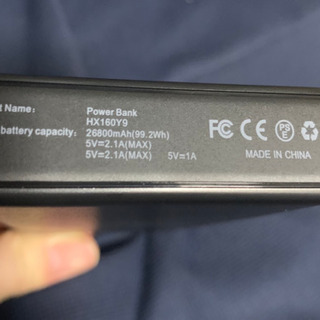 t Name: Power Bank
HX160Y9
battery capacity: 26800mAh(99.2Wh)
5V=2.1A(MAX)
5V=2.1A(MAX) 5V=1A
FC CE PSE
MADE IN CHINA